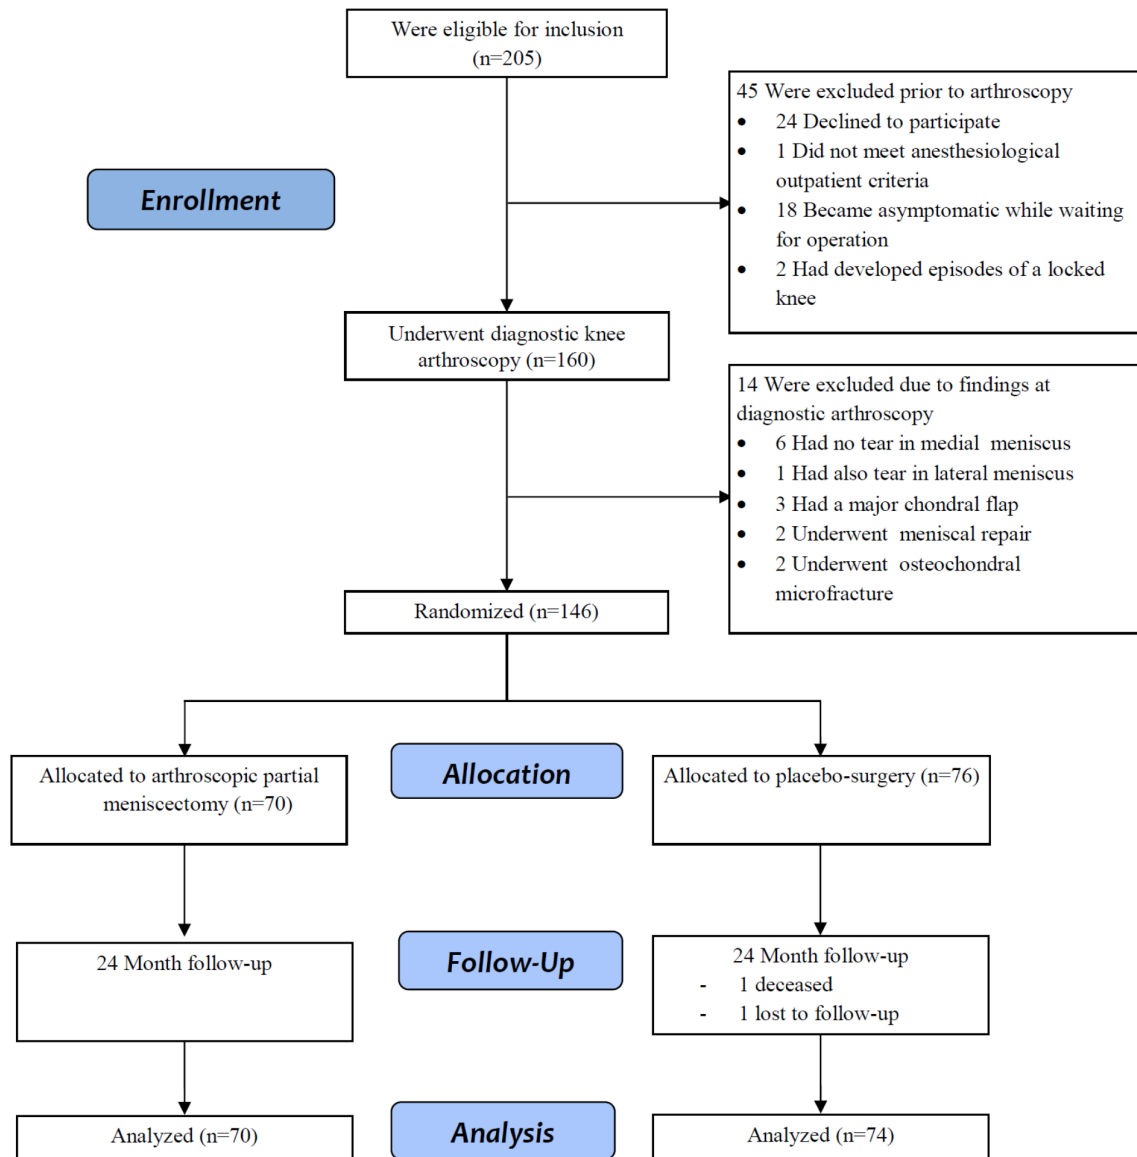 Were eligible for inclusion
(n=205)
45 Were excluded prior to arthroscopy
• 24 Declined to participate
• 1 Did not meet anesthesiological
outpatient criteria
• 18 Became asymptomatic while waiting
for operation
• 2 Had developed episodes of a locked
knee
Enrollment
Underwent diagnostic knee
arthroscopy (n=160)
14 Were excluded due to findings at
diagnostic arthroscopy
• 6 Had no tear in medial meniscus
• 1 Had also tear in lateral meniscus
• 3 Had a major chondral flap
• 2 Underwent meniscal repair
• 2 Underwent osteochondral
microfracture
Randomized (n=146)
Allocation
Allocated to arthroscopic partial
meniscectomy (n=70)
Allocated to placebo-surgery (n=76)
Follow-Up
24 Month follow-up
24 Month follow-up
- 1 deceased
- 1 lost to follow-up
Analysis
Analyzed (n=70)
Analyzed (n=74)